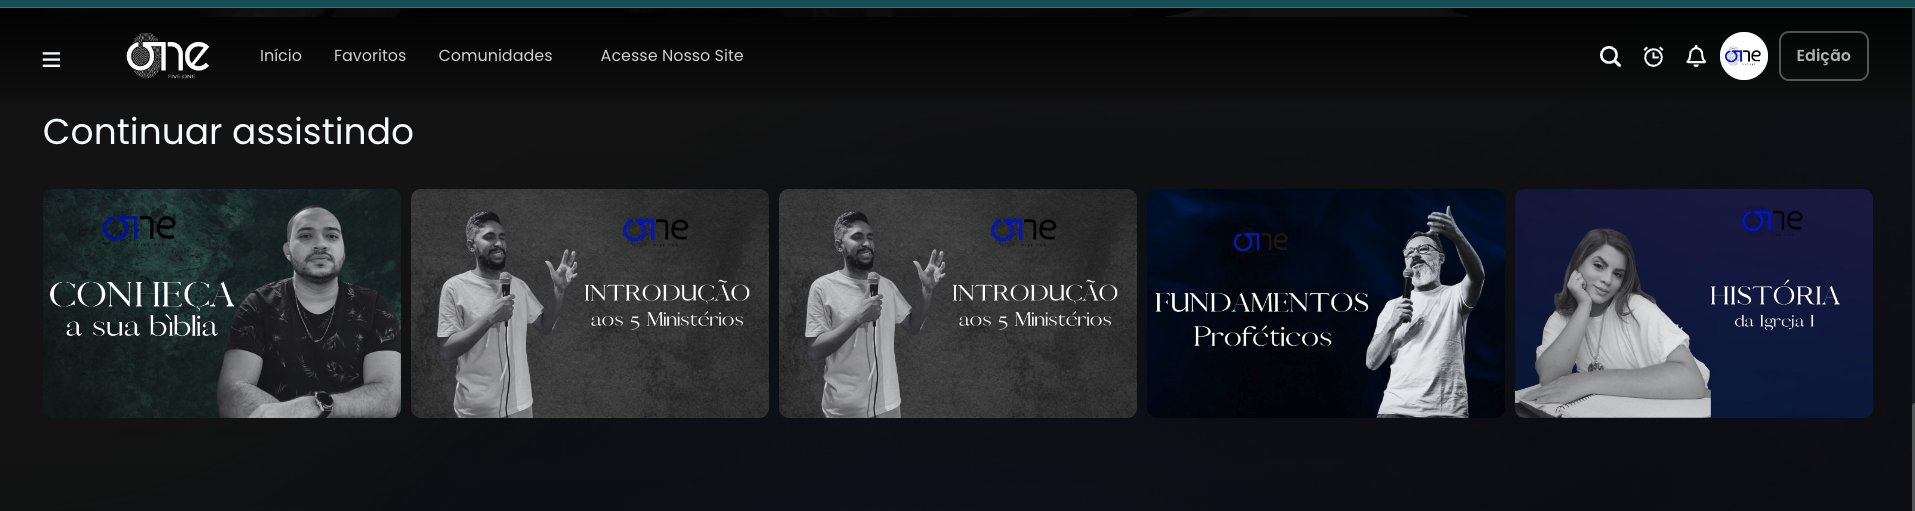 one
FIVE ONE
Início
Favoritos
Comunidades
Acesse Nosso Site
one
Edição
Continuar assistindo
one
CONHEÇA
a sua bìblia
one
INTRODUÇÃO
aos 5 Ministérios
one
INTRODUÇÃO
aos 5 Ministérios
one
FUNDAMENTOS
Proféticos
one
HISTÓRIA
da Igreja I